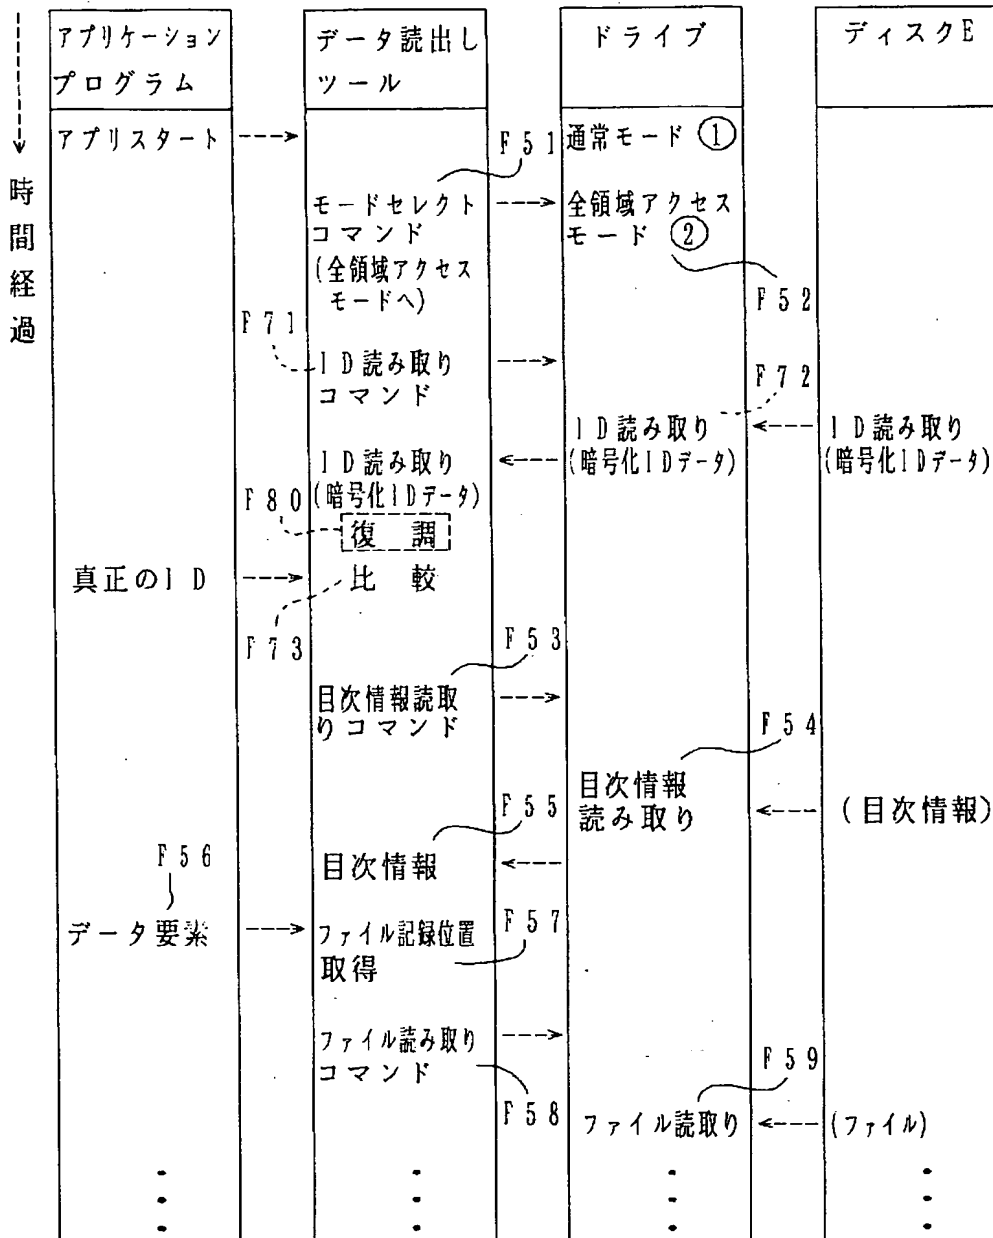 アプリケーション
プログラム
データ読出し
ツール
ドライブ
ディスクE
時間経過
アプリスタート
F51
通常モード ①
モードセレクト
コマンド
(全領域アクセス
モードへ)
全領域アクセス
モード ②
F52
F71
ID読み取り
コマンド
F72
ID読み取り
(暗号化IDデータ)
ID読み取り
(暗号化IDデータ)
ID読み取り
(暗号化IDデータ)
F80
復調
真正のID
比較
F73
F53
目次情報読取
りコマンド
F54
目次情報
読み取り
(目次情報)
F55
目次情報
F56
データ要素
ファイル記録位置
取得
F57
ファイル読み取り
コマンド
F58
F59
ファイル読取り
(ファイル)